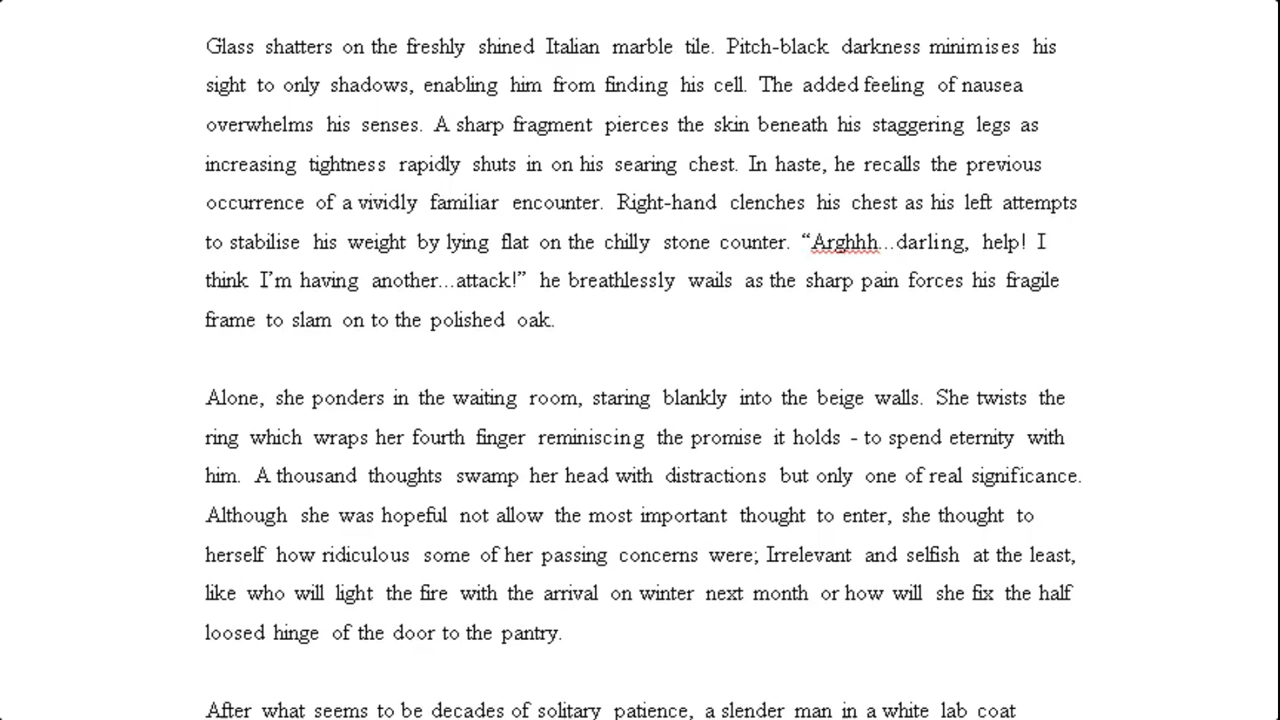 Glass shatters on the freshly shined Italian marble tile. Pitch-black darkness minimises his
sight to only shadows, enabling him from finding his cell. The added feeling of nausea
overwhelms his senses. A sharp fragment pierces the skin beneath his staggering legs as
increasing tightness rapidly shuts in on his searing chest. In haste, he recalls the previous
occurrence of a vividly familiar encounter. Right-hand clenches his chest as his left attempts
to stabilise his weight by lying flat on the chilly stone counter. “Arghhh...darling, help! I
think I’m having another...attack!” he breathlessly wails as the sharp pain forces his fragile
frame to slam on to the polished oak.
Alone, she ponders in the waiting room, staring blankly into the beige walls. She twists the
ring which wraps her fourth finger reminiscing the promise it holds - to spend eternity with
him. A thousand thoughts swamp her head with distractions but only one of real significance.
Although she was hopeful not allow the most important thought to enter, she thought to
herself how ridiculous some of her passing concerns were; Irrelevant and selfish at the least,
like who will light the fire with the arrival on winter next month or how will she fix the half
loosed hinge of the door to the pantry.
After what seems to be decades of solitary patience, a slender man in a white lab coat